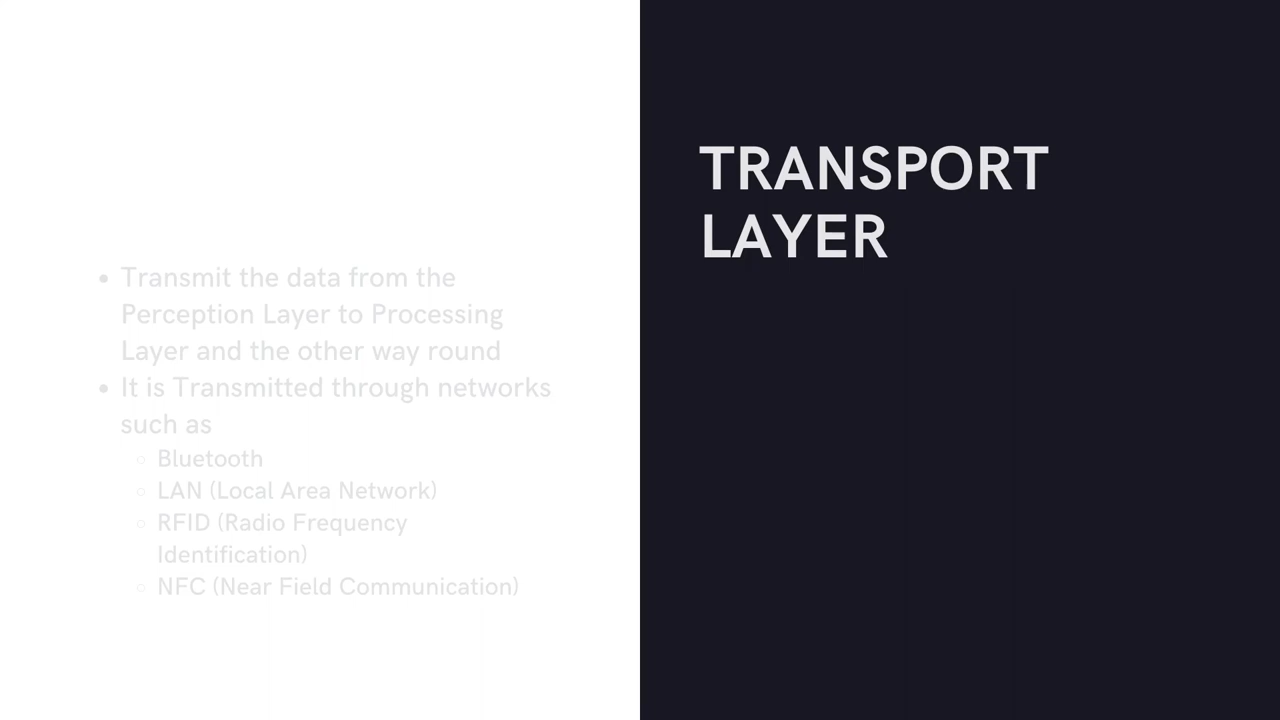 TRANSPORT
LAYER
• Transmit the data from the
Perception Layer to Processing
Layer and the other way round
• It is Transmitted through networks
such as
○ Bluetooth
○ LAN (Local Area Network)
○ RFID (Radio Frequency
Identification)
○ NFC (Near Field Communication)